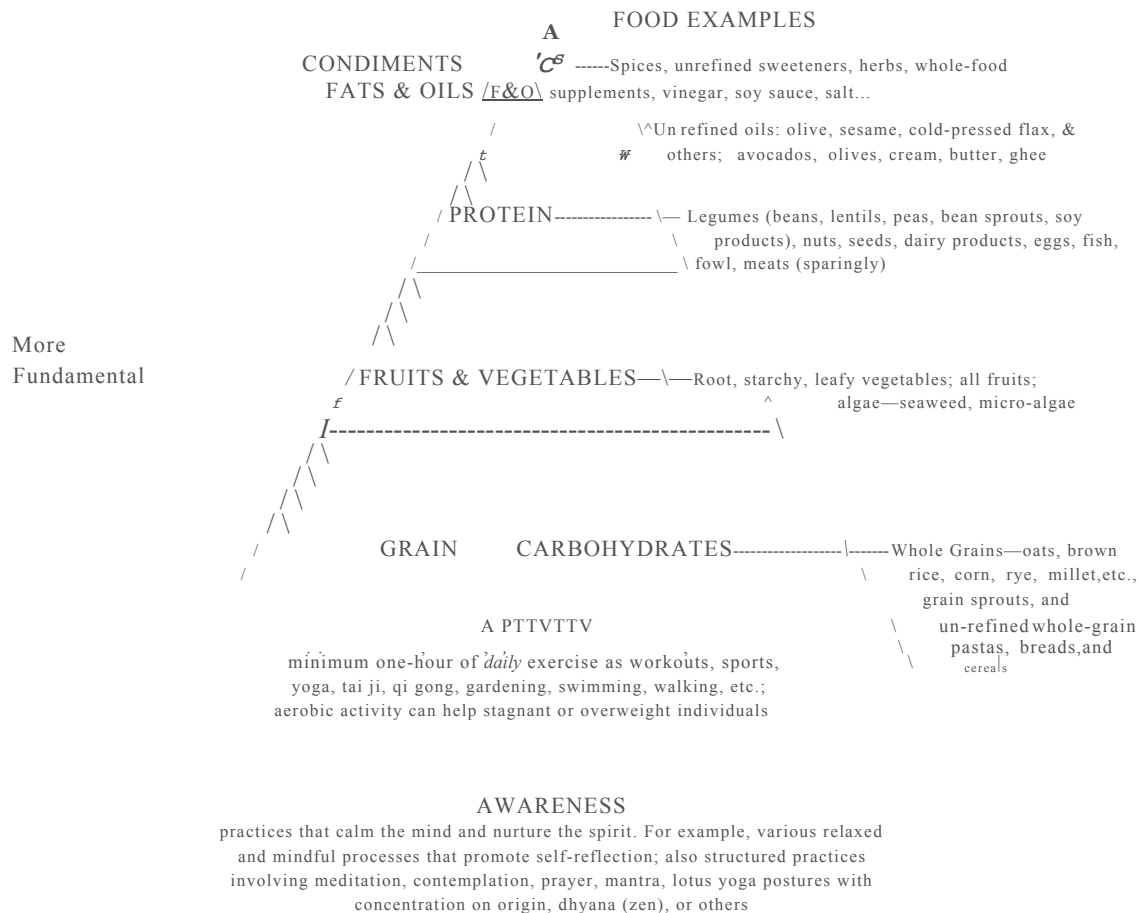 FOOD EXAMPLES
A
CONDIMENTS 'Cs ------Spices, unrefined sweeteners, herbs, whole-food
FATS & OILS /F&O\ supplements, vinegar, soy sauce, salt...
/ \^Un refined oils: olive, sesame, cold-pressed flax, &
t W others; avocados, olives, cream, butter, ghee
/ \
/ \
/ PROTEIN----------------- \— Legumes (beans, lentils, peas, bean sprouts, soy
/ \ products), nuts, seeds, dairy products, eggs, fish,
/__________________________ \ fowl, meats (sparingly)
/ \
/ \
/ \
More
Fundamental
/ FRUITS & VEGETABLES—\—Root, starchy, leafy vegetables; all fruits;
f ^ algae—seaweed, micro-algae
I------------------------------------------------ \
/ \
/ \
/ \
/ \
/ GRAIN CARBOHYDRATES------------------- \-------Whole Grains—oats, brown
/ \ rice, corn, rye, millet,etc.,
grain sprouts, and
A PTTVTTV \ un-refined whole-grain
\ pastas, breads,and
\ cereals
minimum one-hour of daily exercise as workouts, sports,
yoga, tai ji, qi gong, gardening, swimming, walking, etc.;
aerobic activity can help stagnant or overweight individuals
AWARENESS
practices that calm the mind and nurture the spirit. For example, various relaxed
and mindful processes that promote self-reflection; also structured practices
involving meditation, contemplation, prayer, mantra, lotus yoga postures with
concentration on origin, dhyana (zen), or others